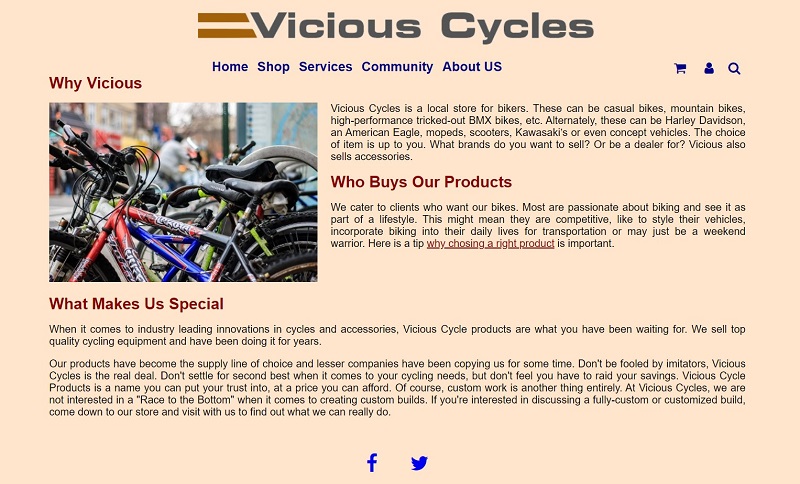 Vicious Cycles
Home Shop Services Community About US
Why Vicious
Vicious Cycles is a local store for bikers. These can be casual bikes, mountain bikes,
high-performance tricked-out BMX bikes, etc. Alternately, these can be Harley Davidson,
an American Eagle, mopeds, scooters, Kawasaki's or even concept vehicles. The choice
of item is up to you. What brands do you want to sell? Or be a dealer for? Vicious also
sells accessories.
Who Buys Our Products
We cater to clients who want our bikes. Most are passionate about biking and see it as
part of a lifestyle. This might mean they are competitive, like to style their vehicles,
incorporate biking into their daily lives for transportation or may just be a weekend
warrior. Here is a tip why chosing a right product is important.
What Makes Us Special
When it comes to industry leading innovations in cycles and accessories, Vicious Cycle products are what you have been waiting for. We sell top
quality cycling equipment and have been doing it for years.
Our products have become the supply line of choice and lesser companies have been copying us for some time. Don't be fooled by imitators, Vicious
Cycles is the real deal. Don't settle for second best when it comes to your cycling needs, but don't feel you have to raid your savings. Vicious Cycle
Products is a name you can put your trust into, at a price you can afford. Of course, custom work is another thing entirely. At Vicious Cycles, we are
not interested in a "Race to the Bottom" when it comes to creating custom builds. If you're interested in discussing a fully-custom or customized build,
come down to our store and visit with us to find out what we can really do.